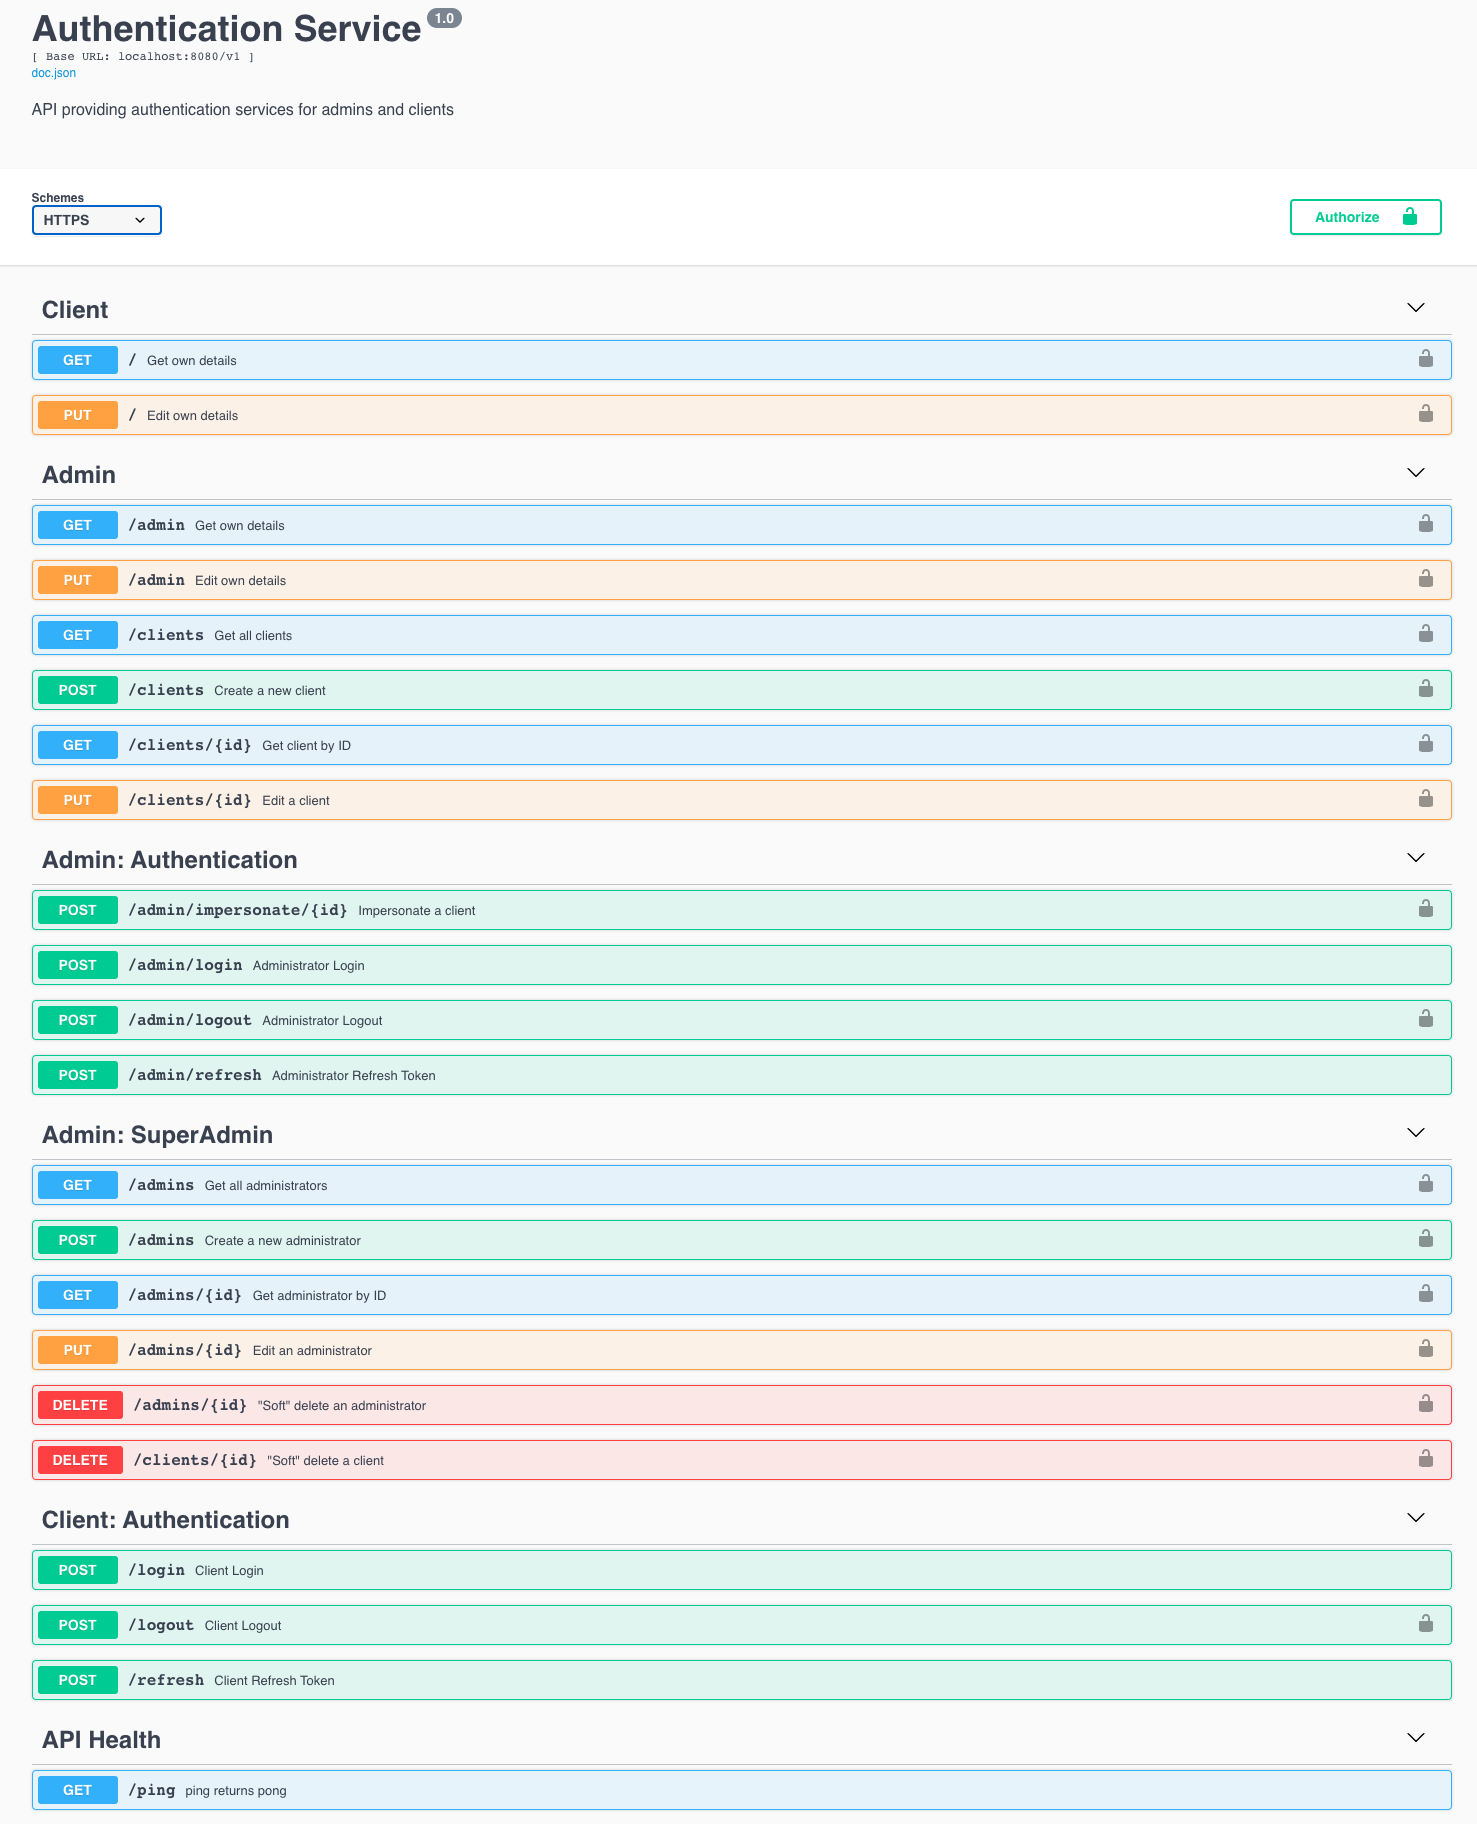 Authentication Service 1.0
[ Base URL: localhost:8080/v1 ]
doc.json
API providing authentication services for admins and clients
Schemes
HTTPS
Authorize
Client
GET / Get own details
PUT / Edit own details
Admin
GET /admin Get own details
PUT /admin Edit own details
GET /clients Get all clients
POST /clients Create a new client
GET /clients/{id} Get client by ID
PUT /clients/{id} Edit a client
Admin: Authentication
POST /admin/impersonate/{id} Impersonate a client
POST /admin/login Administrator Login
POST /admin/logout Administrator Logout
POST /admin/refresh Administrator Refresh Token
Admin: SuperAdmin
GET /admins Get all administrators
POST /admins Create a new administrator
GET /admins/{id} Get administrator by ID
PUT /admins/{id} Edit an administrator
DELETE /admins/{id} "Soft" delete an administrator
DELETE /clients/{id} "Soft" delete a client
Client: Authentication
POST /login Client Login
POST /logout Client Logout
POST /refresh Client Refresh Token
API Health
GET /ping ping returns pong